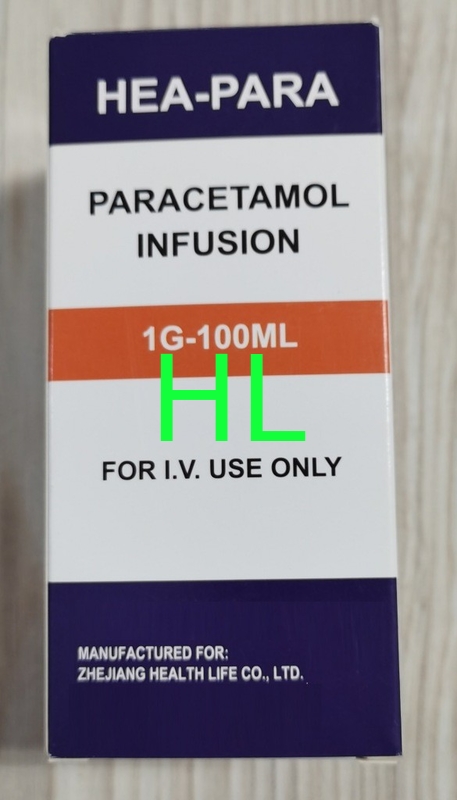 HEA-PARA
PARACETAMOL
INFUSION
1G-100ML
HL
FOR I.V. USE ONLY
MANUFACTURED FOR:
ZHEJIANG HEALTH LIFE CO., LTD.